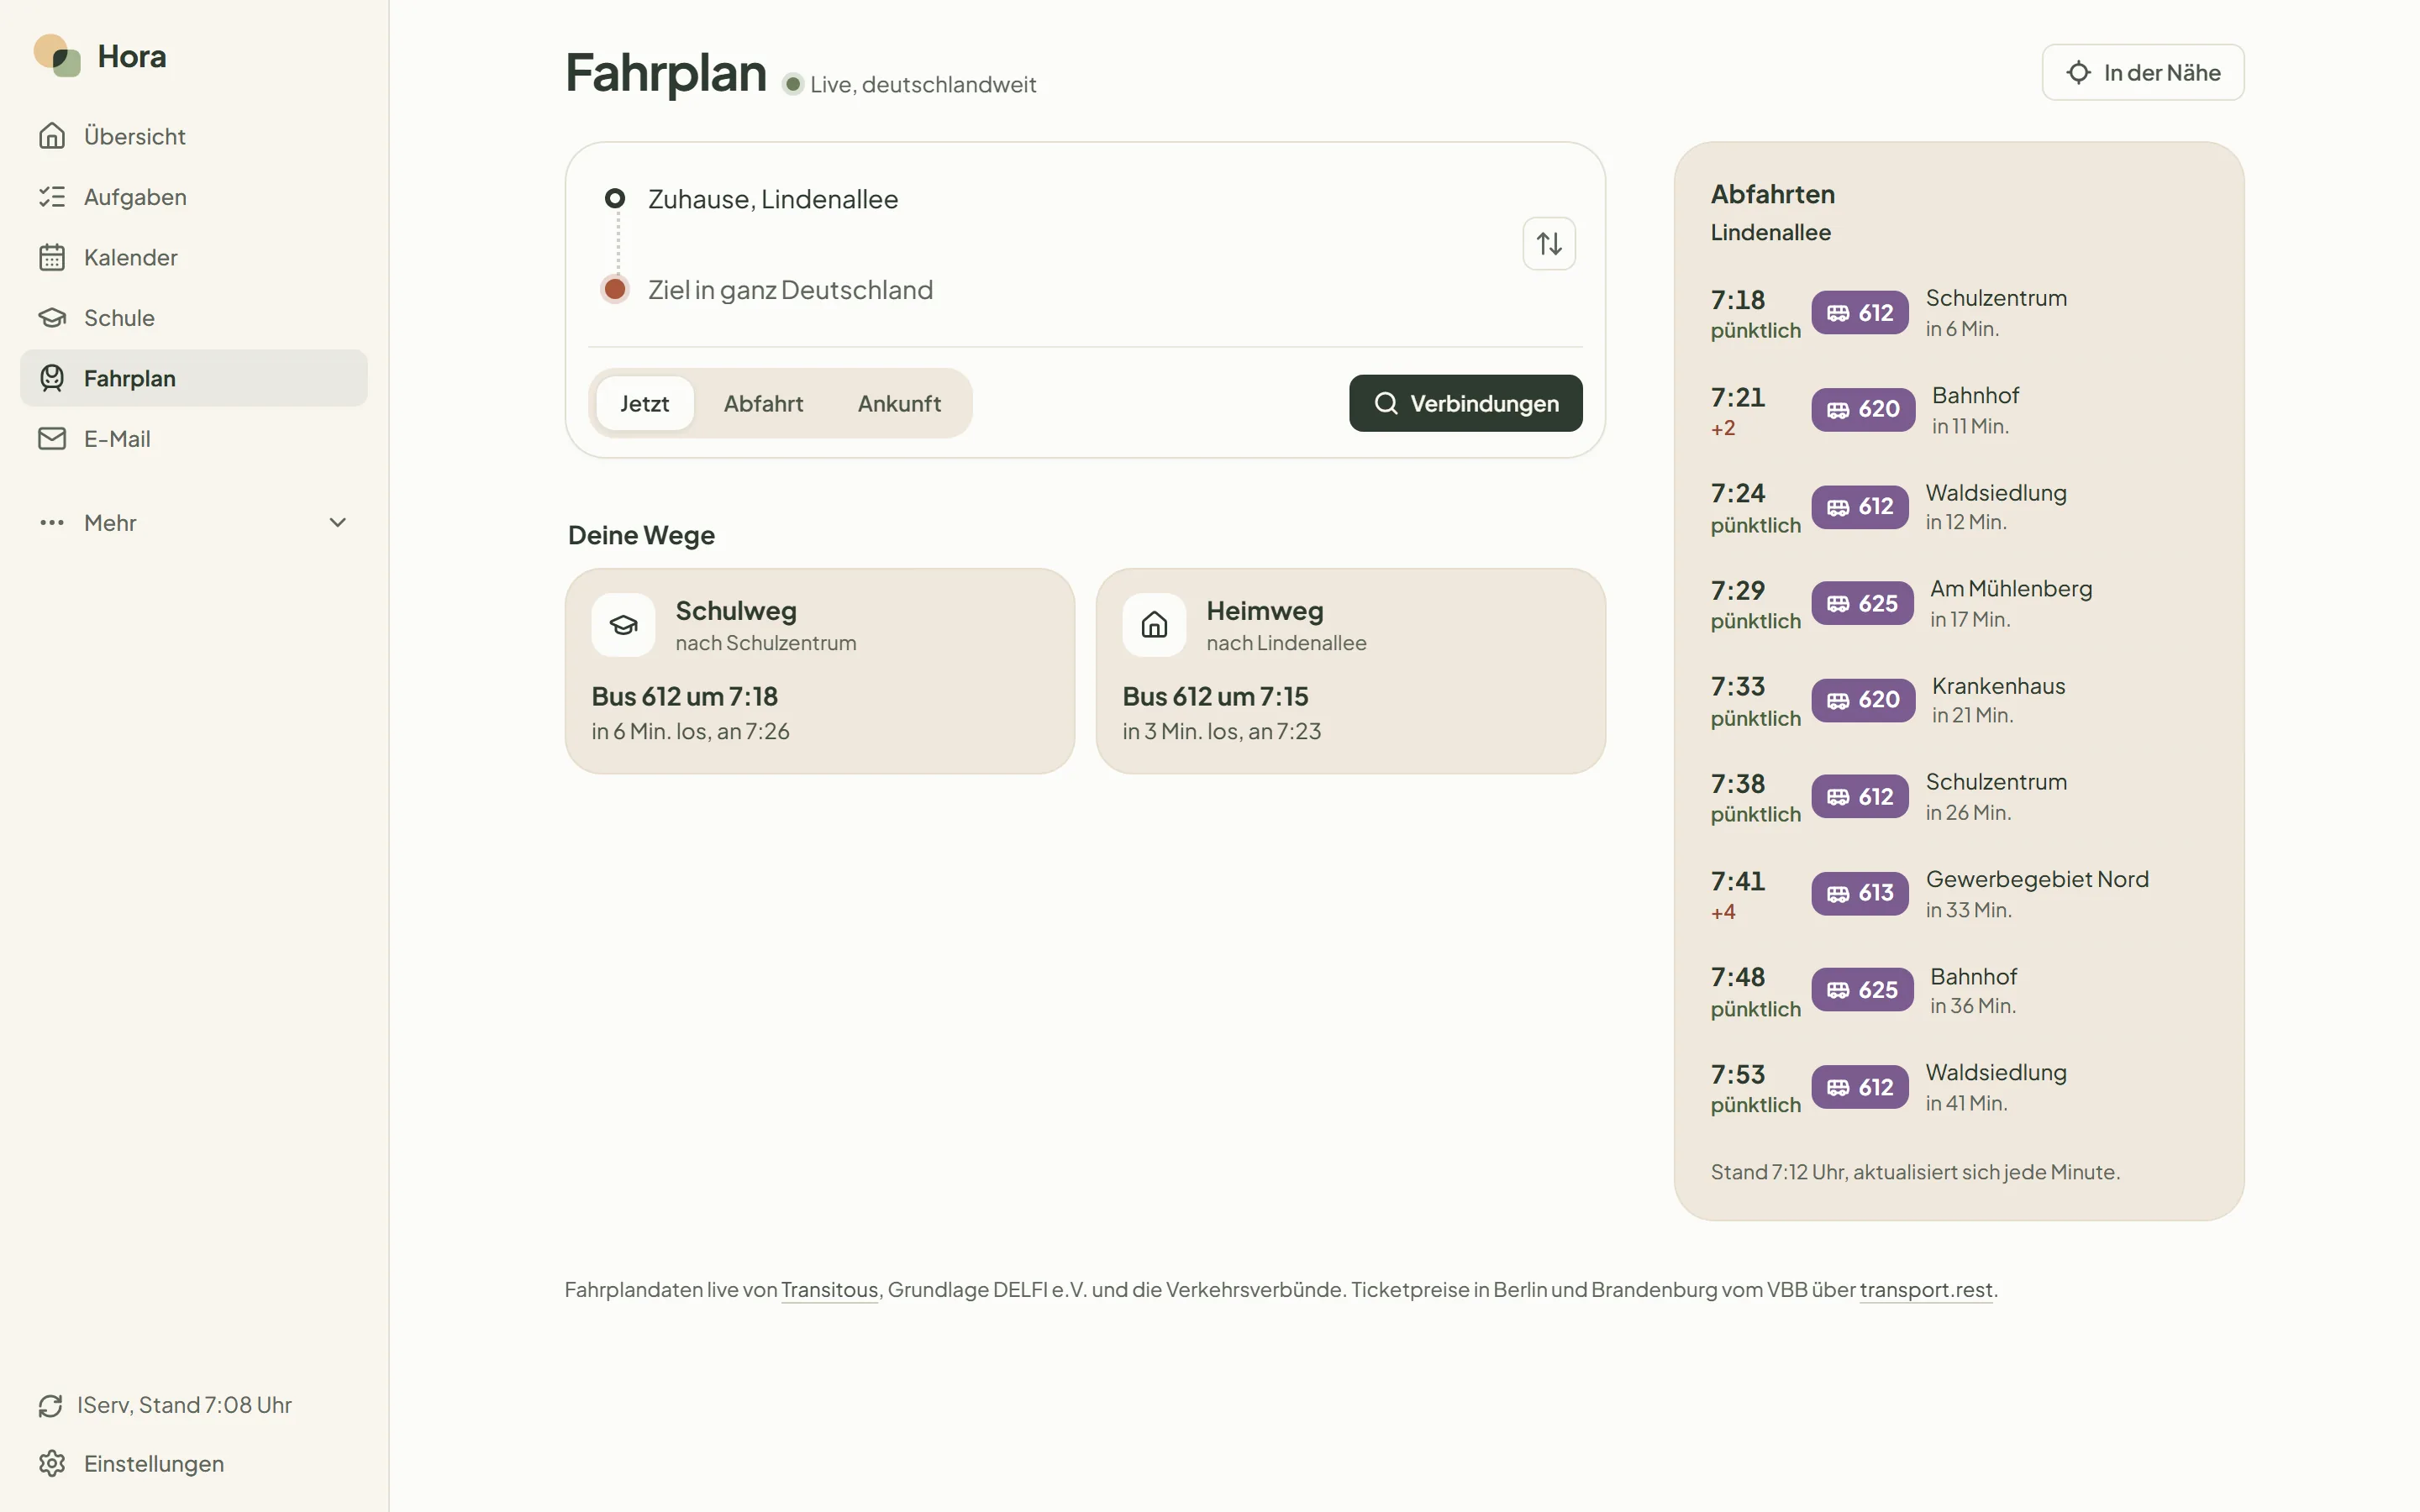 Hora
Übersicht
Aufgaben
Kalender
Schule
Fahrplan
E-Mail
Mehr
IServ, Stand 7:08 Uhr
Einstellungen
Fahrplan
Live, deutschlandweit
In der Nähe
Zuhause, Lindenallee
Ziel in ganz Deutschland
Jetzt
Abfahrt
Ankunft
Verbindungen
Deine Wege
Schulweg
nach Schulzentrum
Bus 612 um 7:18
in 6 Min. los, an 7:26
Heimweg
nach Lindenallee
Bus 612 um 7:15
in 3 Min. los, an 7:23
Abfahrten
Lindenallee
7:18 612 Schulzentrum
pünktlich in 6 Min.
7:21 620 Bahnhof
+2 in 11 Min.
7:24 612 Waldsiedlung
pünktlich in 12 Min.
7:29 625 Am Mühlenberg
pünktlich in 17 Min.
7:33 620 Krankenhaus
pünktlich in 21 Min.
7:38 612 Schulzentrum
pünktlich in 26 Min.
7:41 613 Gewerbegebiet Nord
+4 in 33 Min.
7:48 625 Bahnhof
pünktlich in 36 Min.
7:53 612 Waldsiedlung
pünktlich in 41 Min.
Stand 7:12 Uhr, aktualisiert sich jede Minute.
Fahrplandaten live von Transitous, Grundlage DELFI e.V. und die Verkehrsverbünde. Ticketpreise in Berlin und Brandenburg vom VBB über transport.rest.